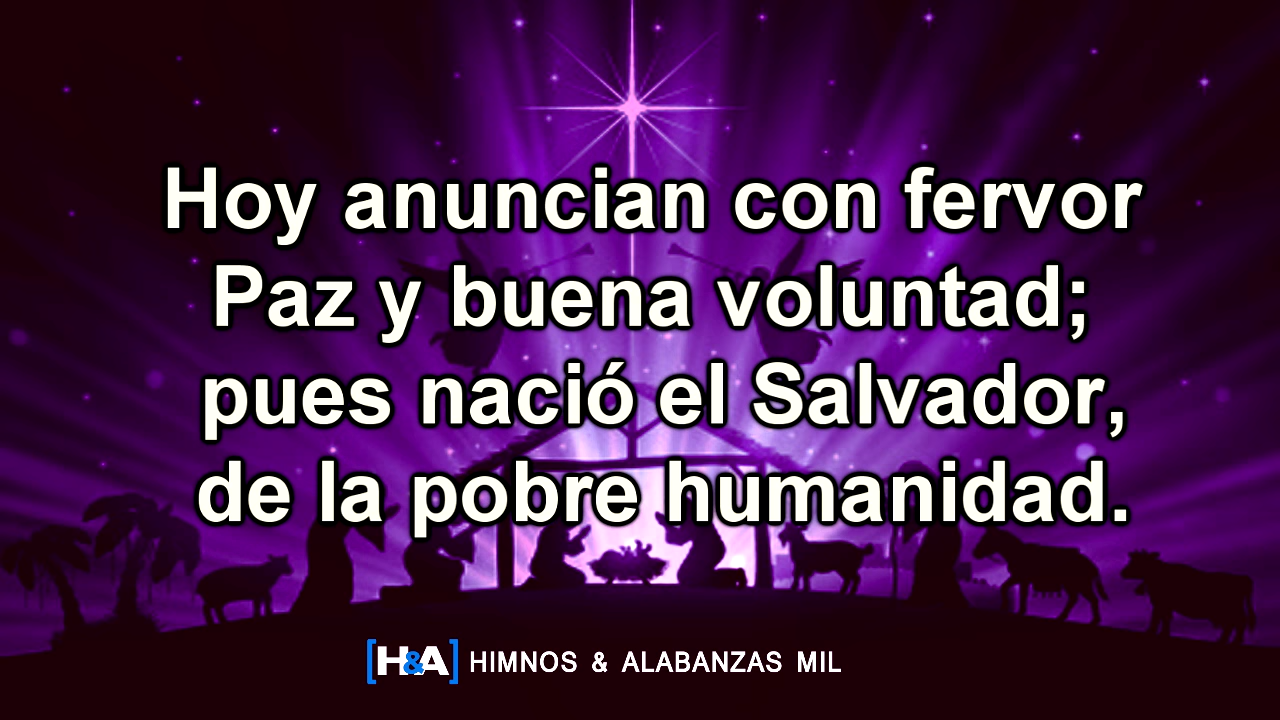 Hoy anuncian con fervor
Paz y buena voluntad;
pues nació el Salvador,
de la pobre humanidad.
[H&A] HIMNOS & ALABANZAS MIL